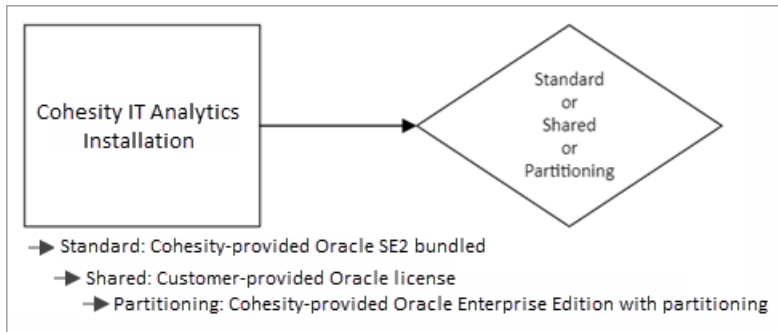 Cohesity IT Analytics
Installation
Standard
or
Shared
or
Partitioning
Standard: Cohesity-provided Oracle SE2 bundled
Shared: Customer-provided Oracle license
Partitioning: Cohesity-provided Oracle Enterprise Edition with partitioning